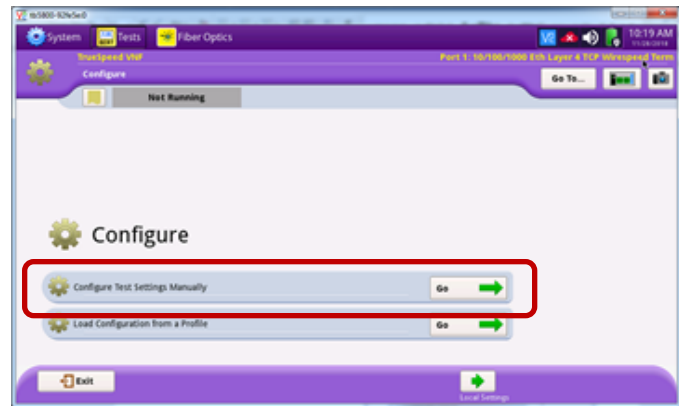 System Tests Fiber Optics
10:19 AM
TrueSpeed VNF
Port 1: 10/100/1000 Eth Layer 4 TCP Wirespeed Term
Configure
Go To...
Not Running
Configure
Configure Test Settings Manually
Go
Load Configuration from a Profile
Go
Exit
Local Settings